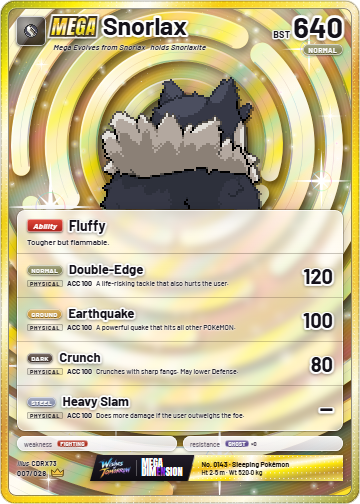 MEGA Snorlax BST 640
Mega Evolves from Snorlax · holds Snorlaxite NORMAL
Ability Fluffy
Tougher but flammable.
NORMAL Double-Edge 120
PHYSICAL ACC 100 A life-risking tackle that also hurts the user·
GROUND Earthquake 100
PHYSICAL ACC 100 A powerful quake that hits all other POKéMON·
DARK Crunch 80
PHYSICAL ACC 100 Crunches with sharp fangs· May lower Defense·
STEEL Heavy Slam —
PHYSICAL ACC 100 Does more damage if the user outweighs the foe·
weakness FIGHTING resistance GHOST ×0
Illus CDRX73
007/026
MEGA DIMENSION
No. 0143 · Sleeping Pokémon
Ht 2·5 m · Wt 520·0 kg